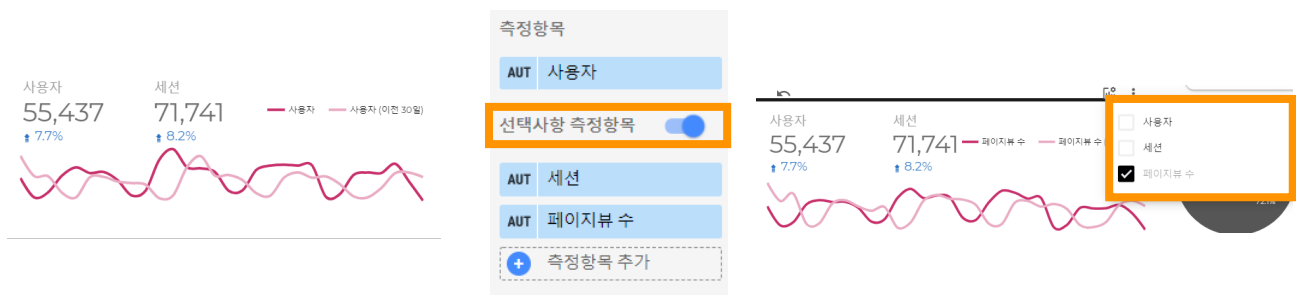 사용자 세션
55,437 71,741
사용자 사용자 (이전 30일)
7.7% 8.2%
측정항목
AUT 사용자
선택사항 측정항목
AUT 세션
AUT 페이지뷰 수
측정항목 추가
사용자 세션
55,437 71,741
페이지뷰 수 페이지뷰 수
7.7% 8.2%
사용자
세션
페이지뷰 수